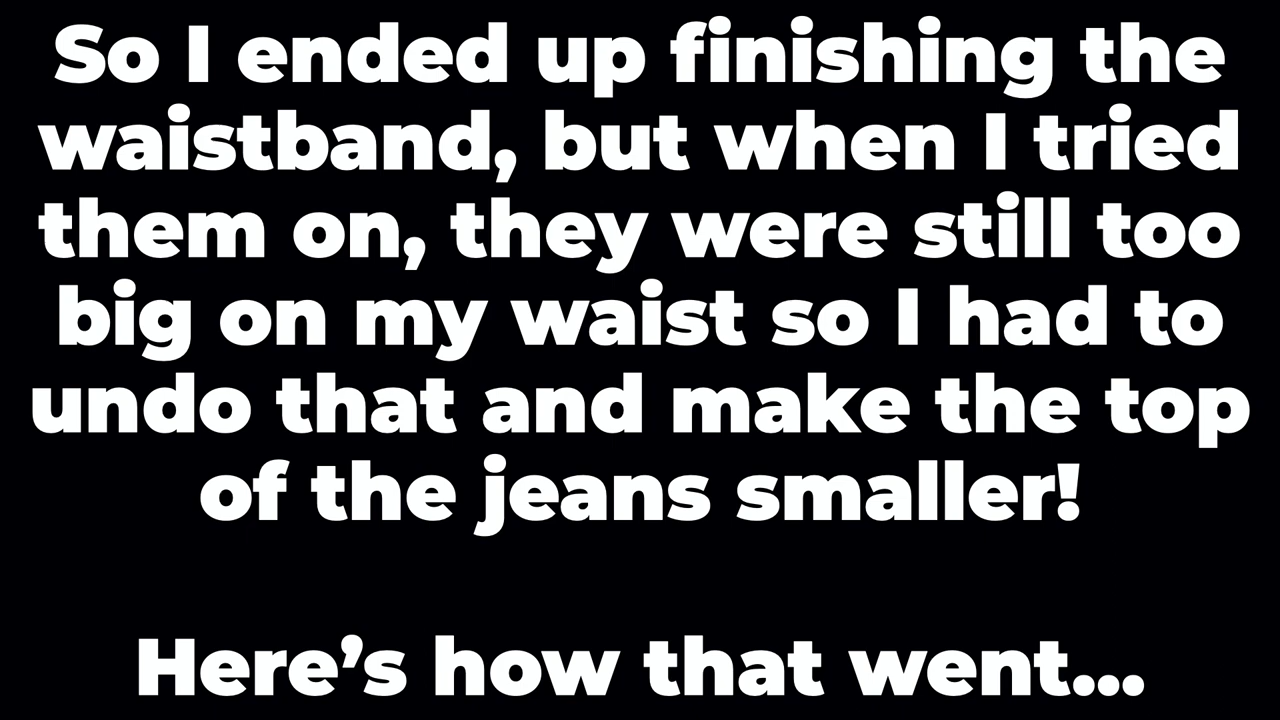 So I ended up finishing the
waistband, but when I tried
them on, they were still too
big on my waist so I had to
undo that and make the top
of the jeans smaller!
Here’s how that went...